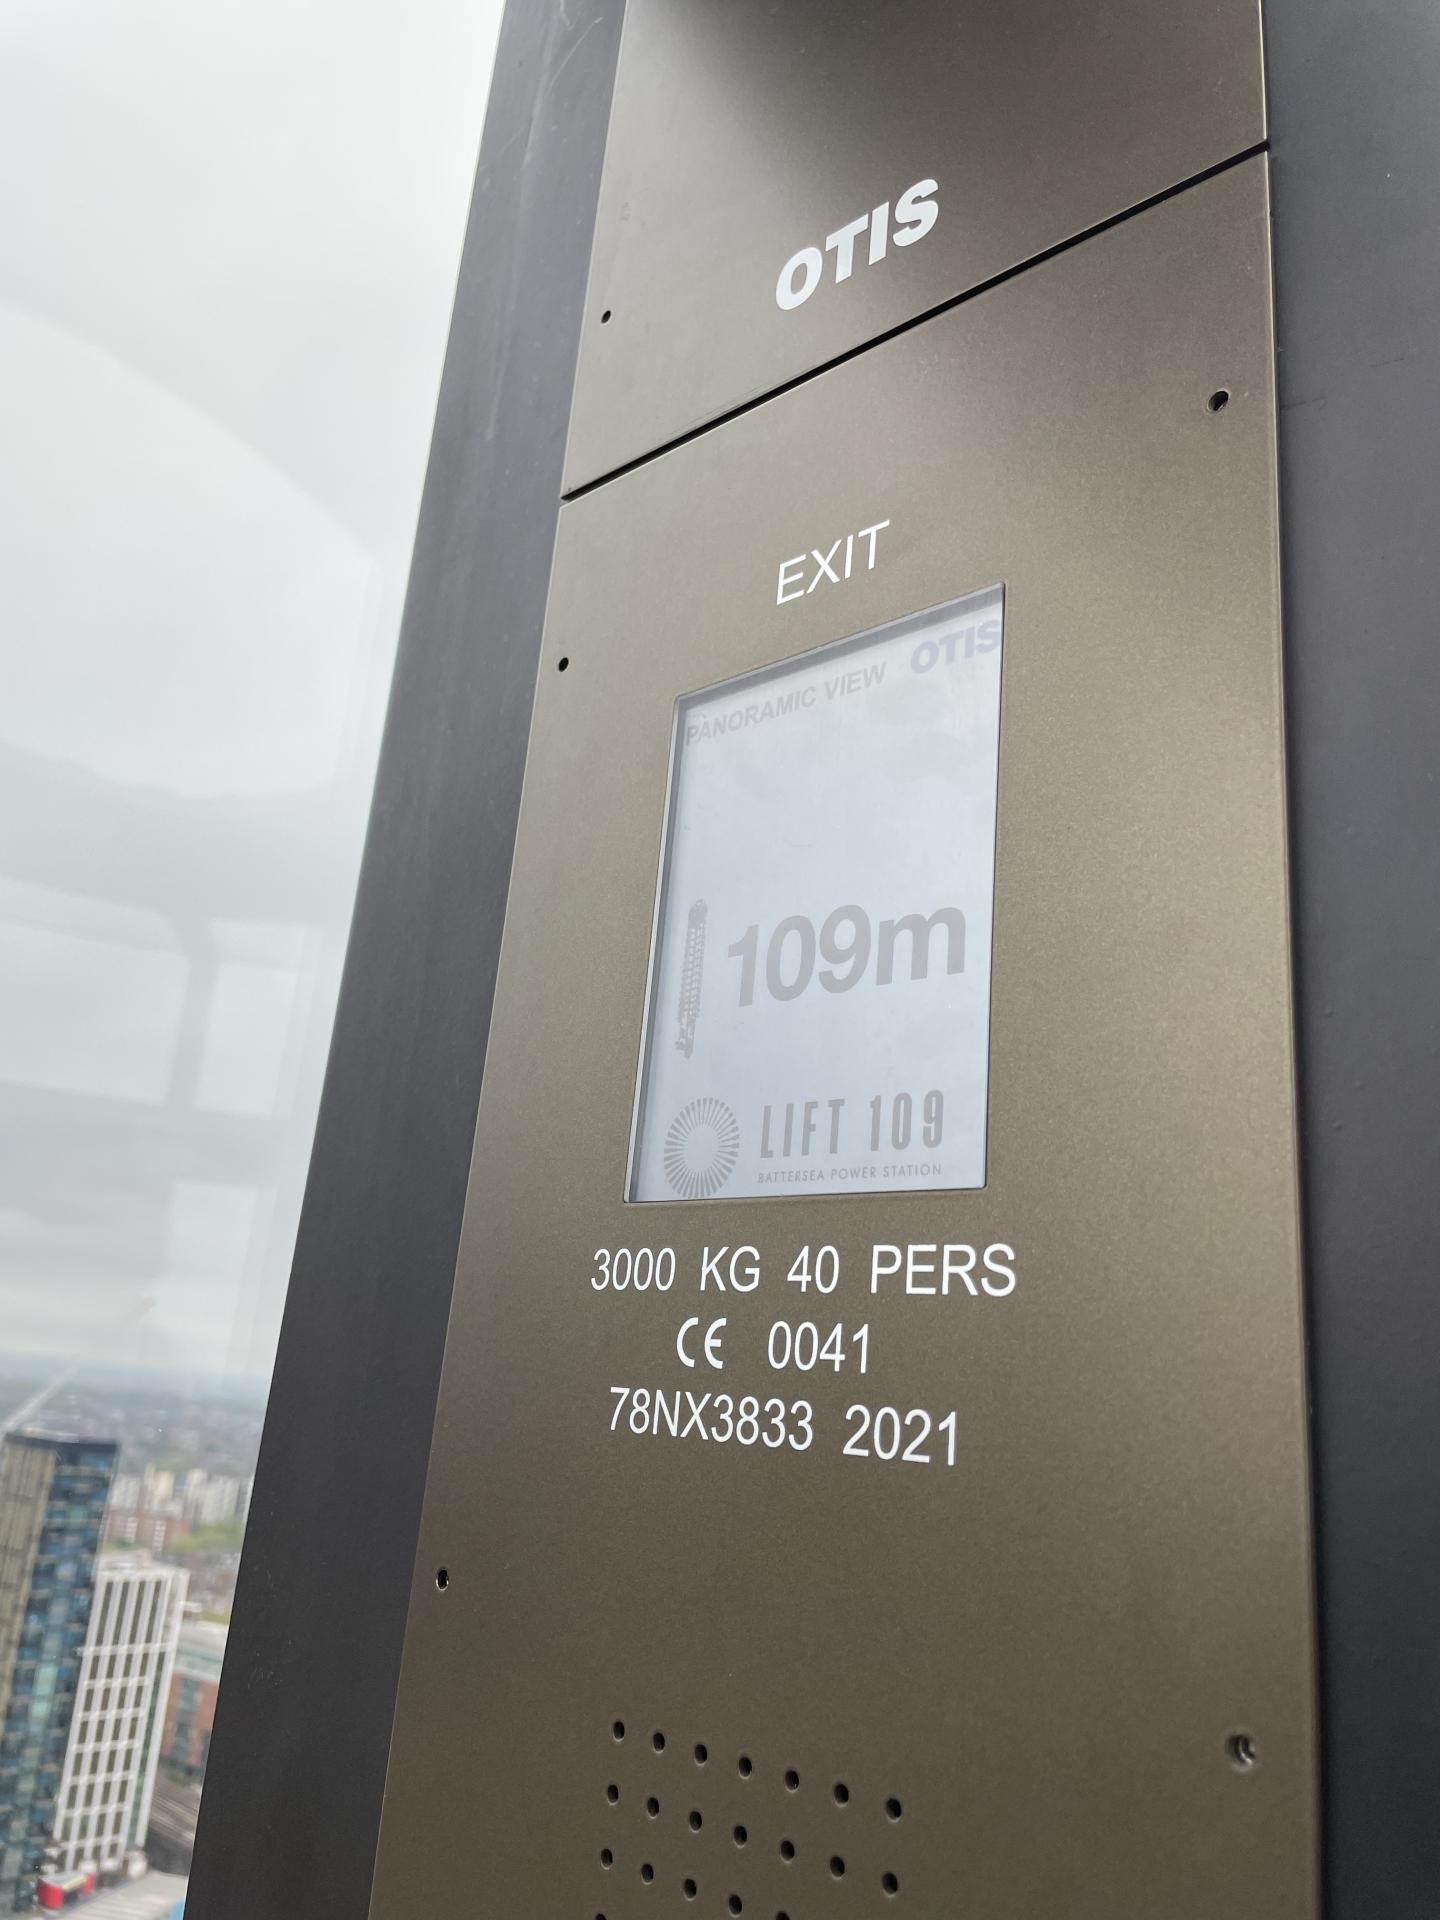 OTIS
EXIT
PANORAMIC VIEW OTIS
109m
LIFT 109
BATTERSEA POWER STATION
3000 KG 40 PERS
CE 0041
78NX3833 2021